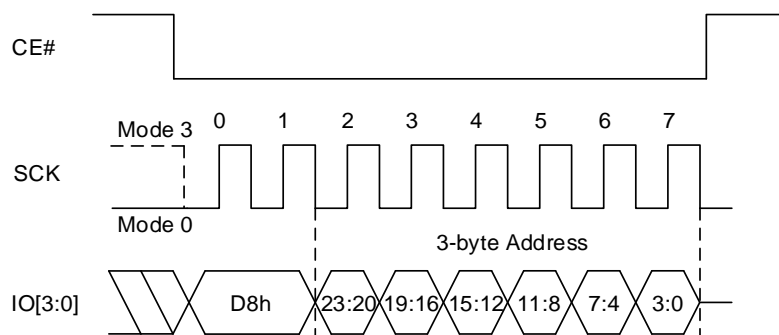 CE#
Mode 3 0 1 2 3 4 5 6 7
SCK
Mode 0
3-byte Address
IO[3:0] D8h 23:20 19:16 15:12 11:8 7:4 3:0